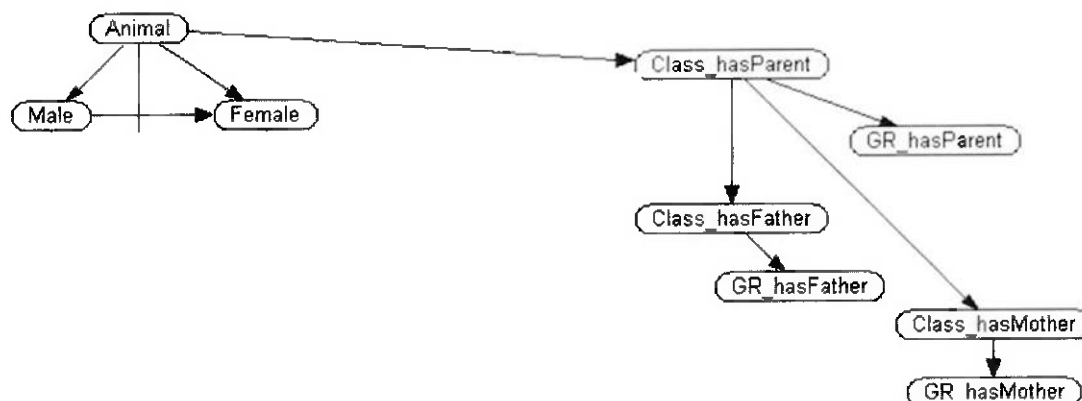 Animal
Class_hasParent
Male
Female
GR_hasParent
Class_hasFather
GR_hasFather
Class_hasMother
GR_hasMother